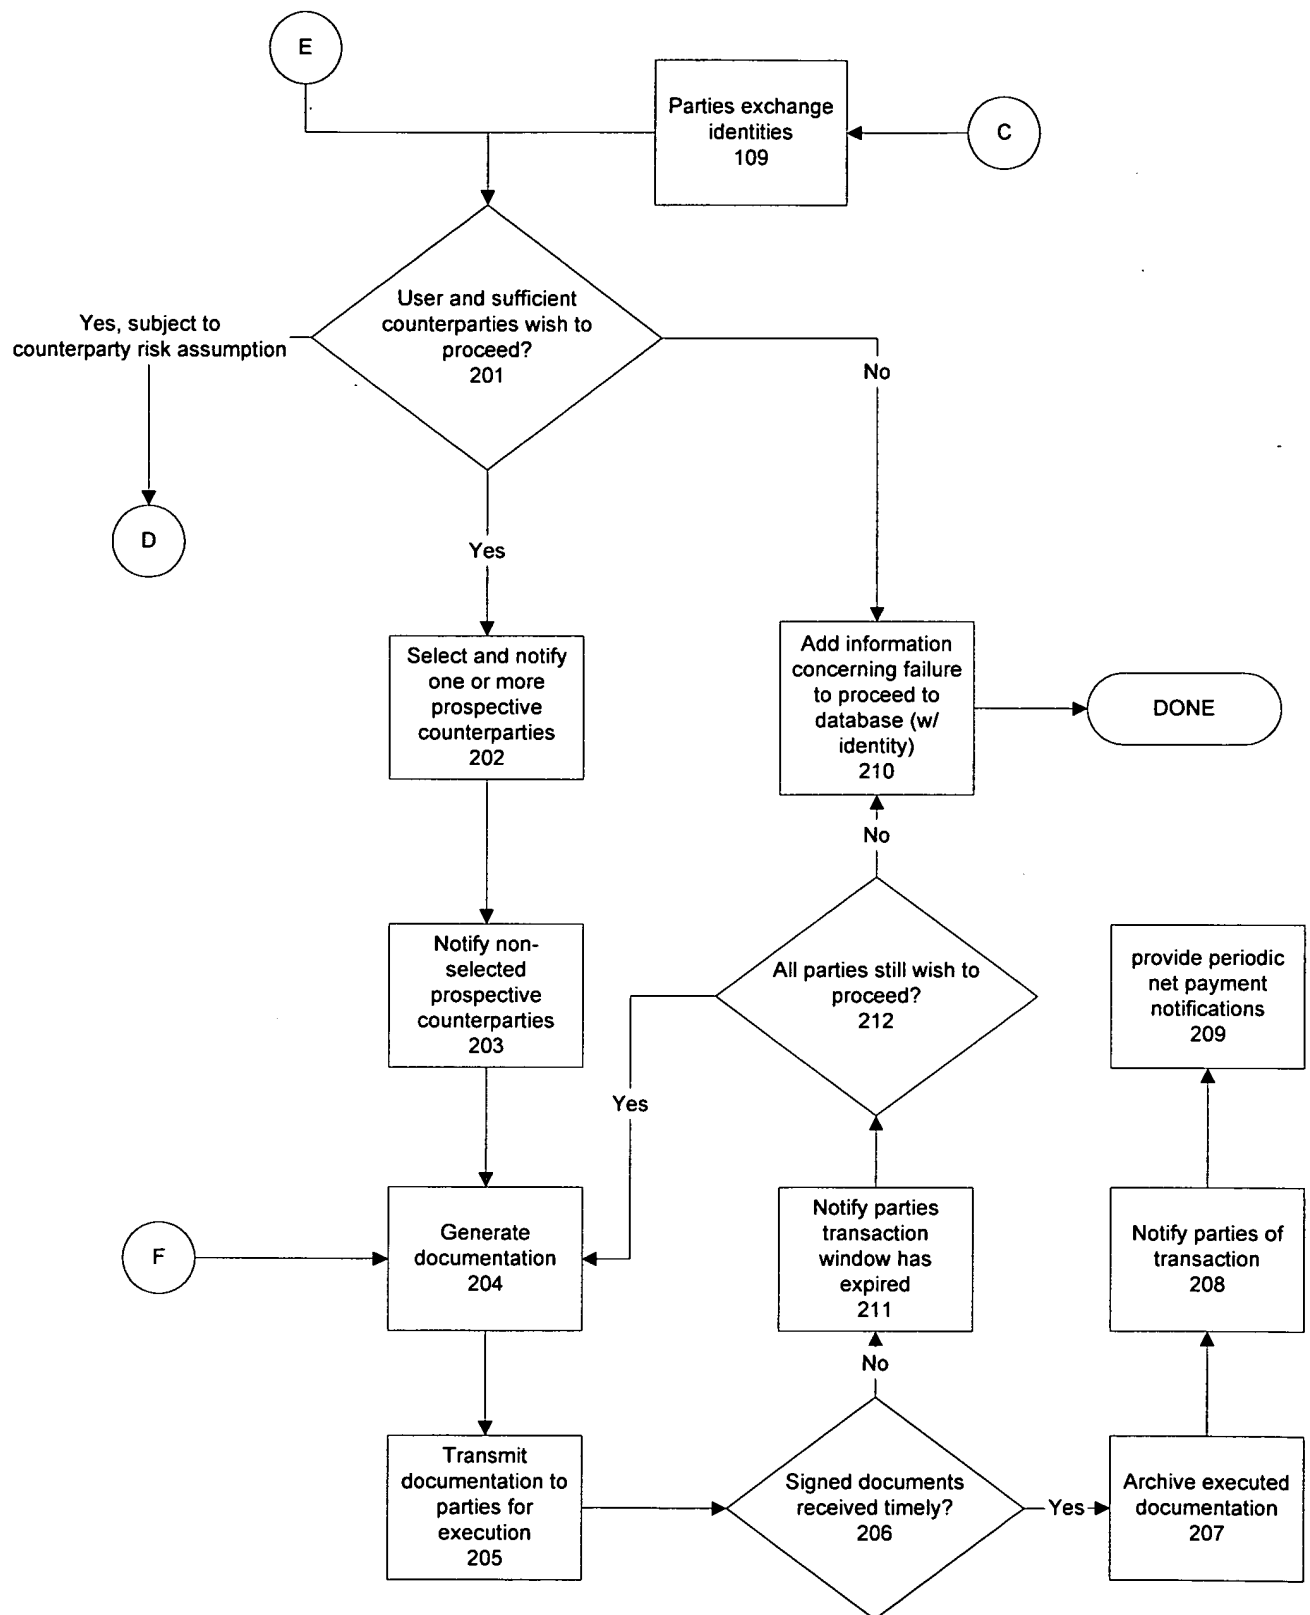 E
Parties exchange
identities
109
C
User and sufficient
counterparties wish to
proceed?
201
Yes, subject to
counterparty risk assumption
No
D
Yes
Select and notify
one or more
prospective
counterparties
202
Add information
concerning failure
to proceed to
database (w/
identity)
210
DONE
No
Notify non-
selected
prospective
counterparties
203
All parties still wish to
proceed?
212
provide periodic
net payment
notifications
209
Yes
F
Generate
documentation
204
Notify parties
transaction
window has
expired
211
Notify parties of
transaction
208
No
Transmit
documentation to
parties for
execution
205
Signed documents
received timely?
206
Yes
Archive executed
documentation
207